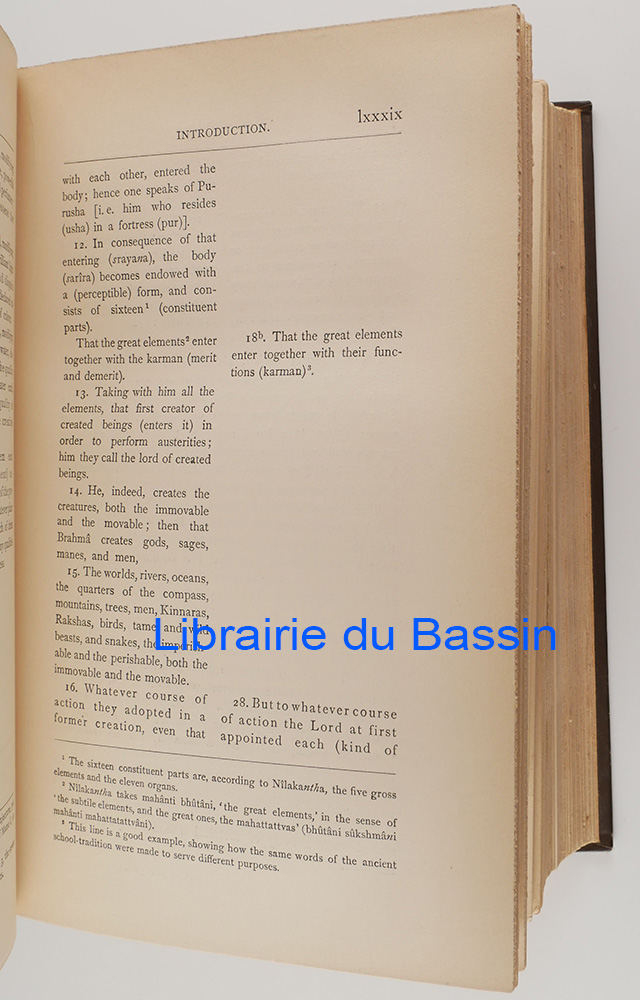 INTRODUCTION. lxxxix
with each other, entered the
body; hence one speaks of Pu-
rusha [i. e. him who resides
(usha) in a fortress (pur)].
12. In consequence of that
entering (srayana), the body
(sarîra) becomes endowed with
a (perceptible) form, and con-
sists of sixteen¹ (constituent
parts).
That the great elements² enter
together with the karman (merit
and demerit).
13. Taking with him all the
elements, that first creator of
created beings (enters it) in
order to perform austerities;
him they call the lord of created
beings.
14. He, indeed, creates the
creatures, both the immovable
and the movable; then that
Brahmâ creates gods, sages,
manes, and men,
15. The worlds, rivers, oceans,
the quarters of the compass,
mountains, trees, men, Kinnaras,
Rakshas, birds, tame and wild
beasts, and snakes, the imperish-
able and the perishable, both the
immovable and the movable.
16. Whatever course of
action they adopted in a
former creation, even that
18ᵇ. That the great elements
enter together with their func-
tions (karman)³.
28. But to whatever course
of action the Lord at first
appointed each (kind of
¹ The sixteen constituent parts are, according to Nîlakantha, the five gross
elements and the eleven organs.
² Nîlakantha takes mahânti bhûtâni, 'the great elements,' in the sense of
'the subtile elements, and the great ones, the mahattattvas' (bhûtâni sûkshmâni
mahânti mahattatattvâni).
³ This line is a good example, showing how the same words of the ancient
school-tradition were made to serve different purposes.
Librairie du Bassin